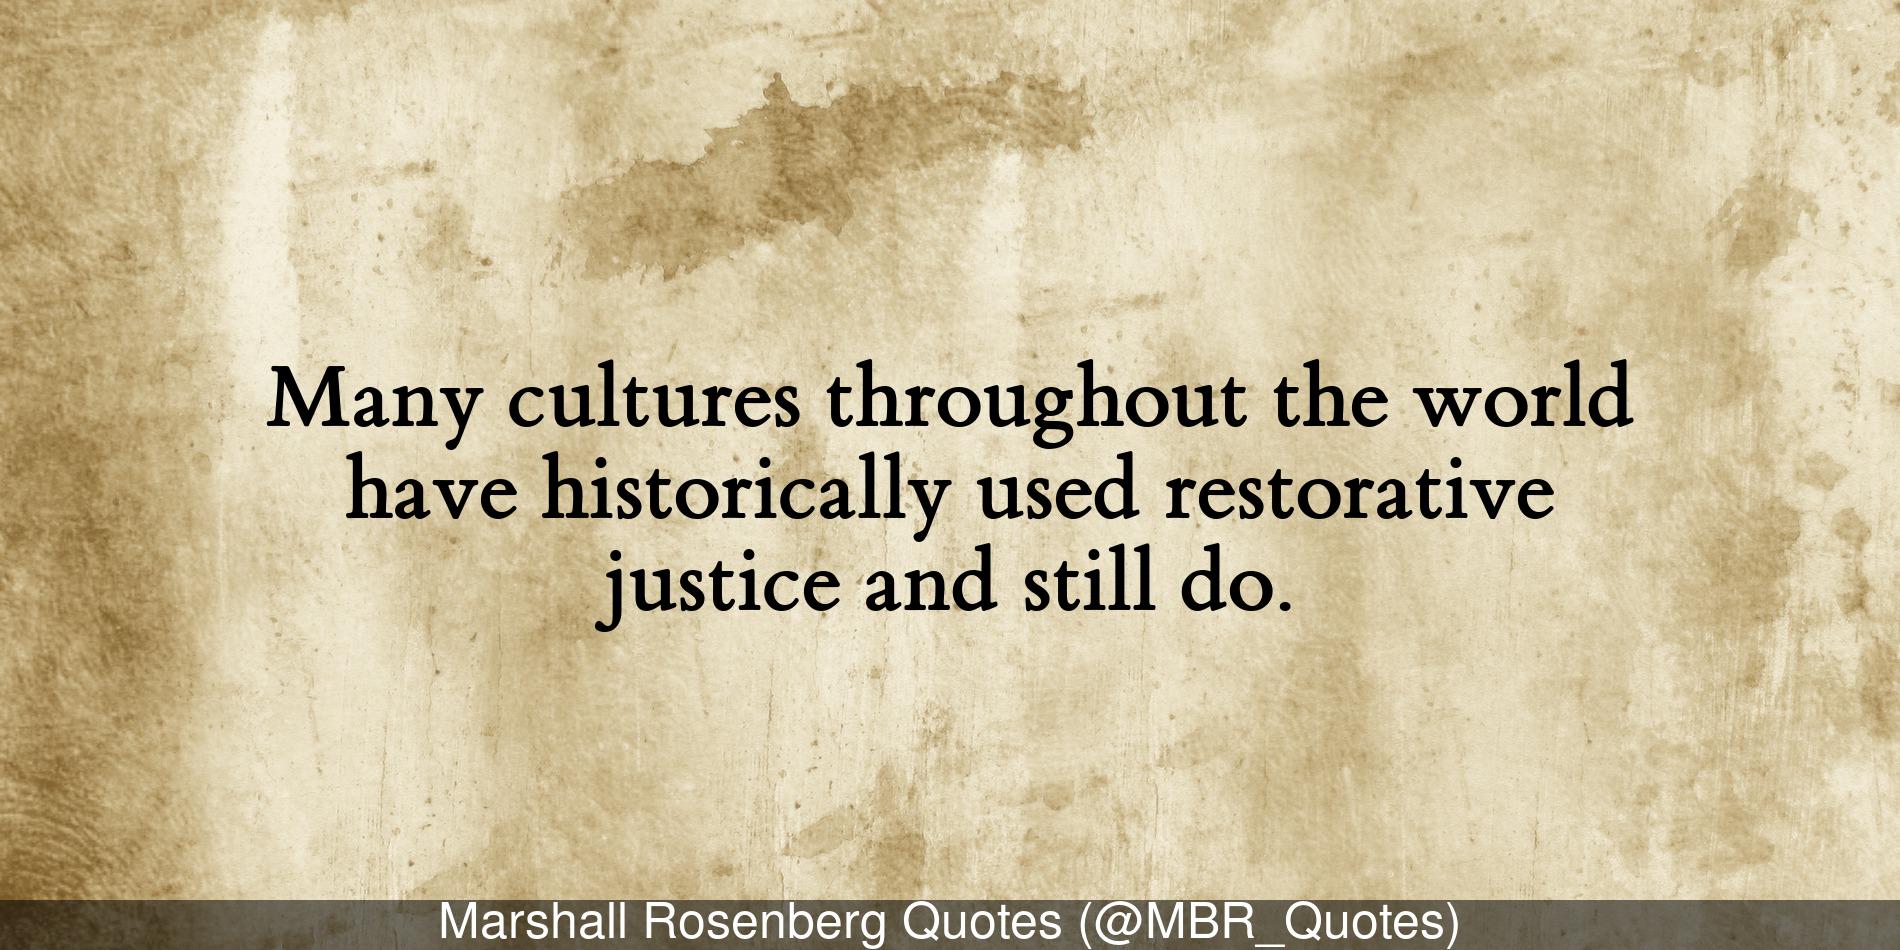 Many cultures throughout the world
have historically used restorative
justice and still do.
Marshall Rosenberg Quotes (@MBR_Quotes)